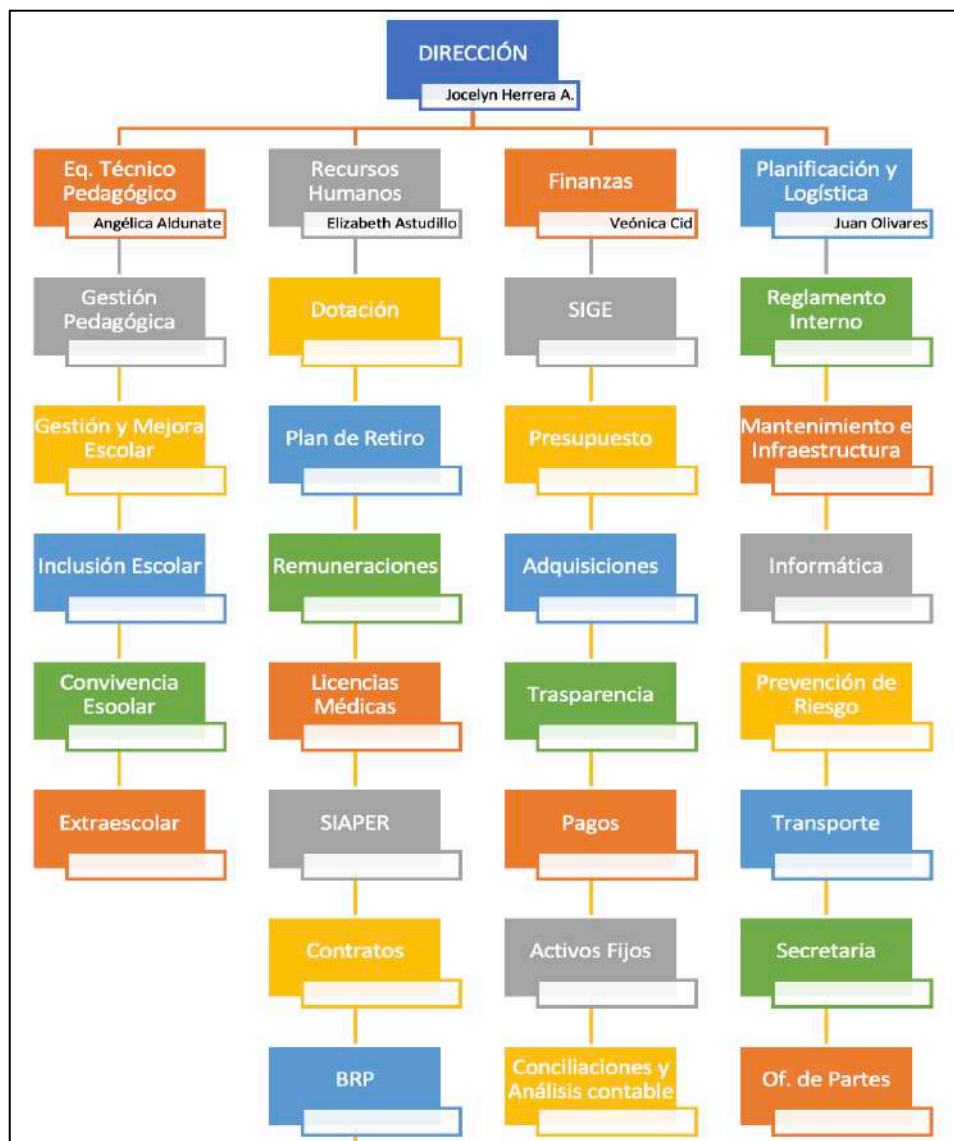 DIRECCIÓN
Jocelyn Herrera A.
Eq. Técnico
Pedagógico
Angélica Aldunate
Recursos
Humanos
Elizabeth Astudillo
Finanzas
Veónica Cid
Planificación y
Logística
Juan Olivares
Gestión
Pedagógica
Dotación
SIGE
Reglamento
Interno
Gestión y Mejora
Escolar
Plan de Retiro
Presupuesto
Mantenimiento e
Infraestructura
Inclusión Escolar
Remuneraciones
Adquisiciones
Informática
Convivencia
Esoolar
Licencias
Médicas
Trasparencia
Prevención de
Riesgo
Extraescolar
SIAPER
Pagos
Transporte
Contratos
Activos Fijos
Secretaria
BRP
Conciliaciones y
Análisis contable
Of. de Partes